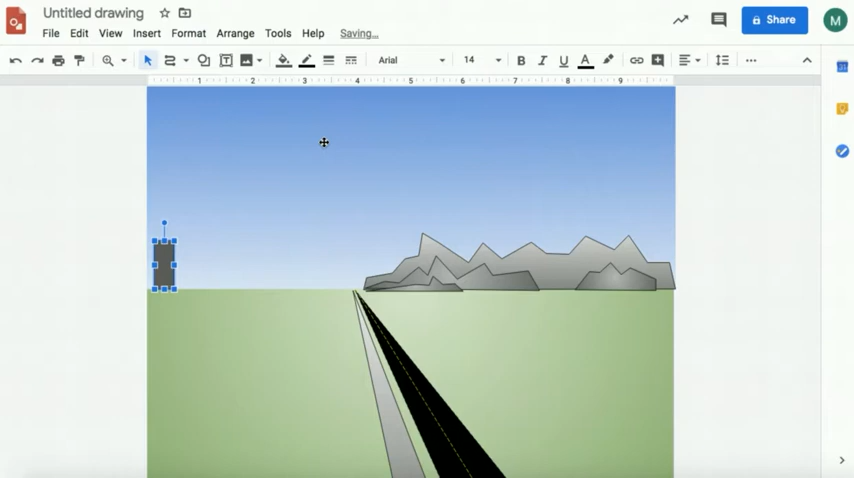 Untitled drawing
File Edit View Insert Format Arrange Tools Help Saving...
Share M
Arial 14 B I U A
1 2 3 4 5 6 7 8 9